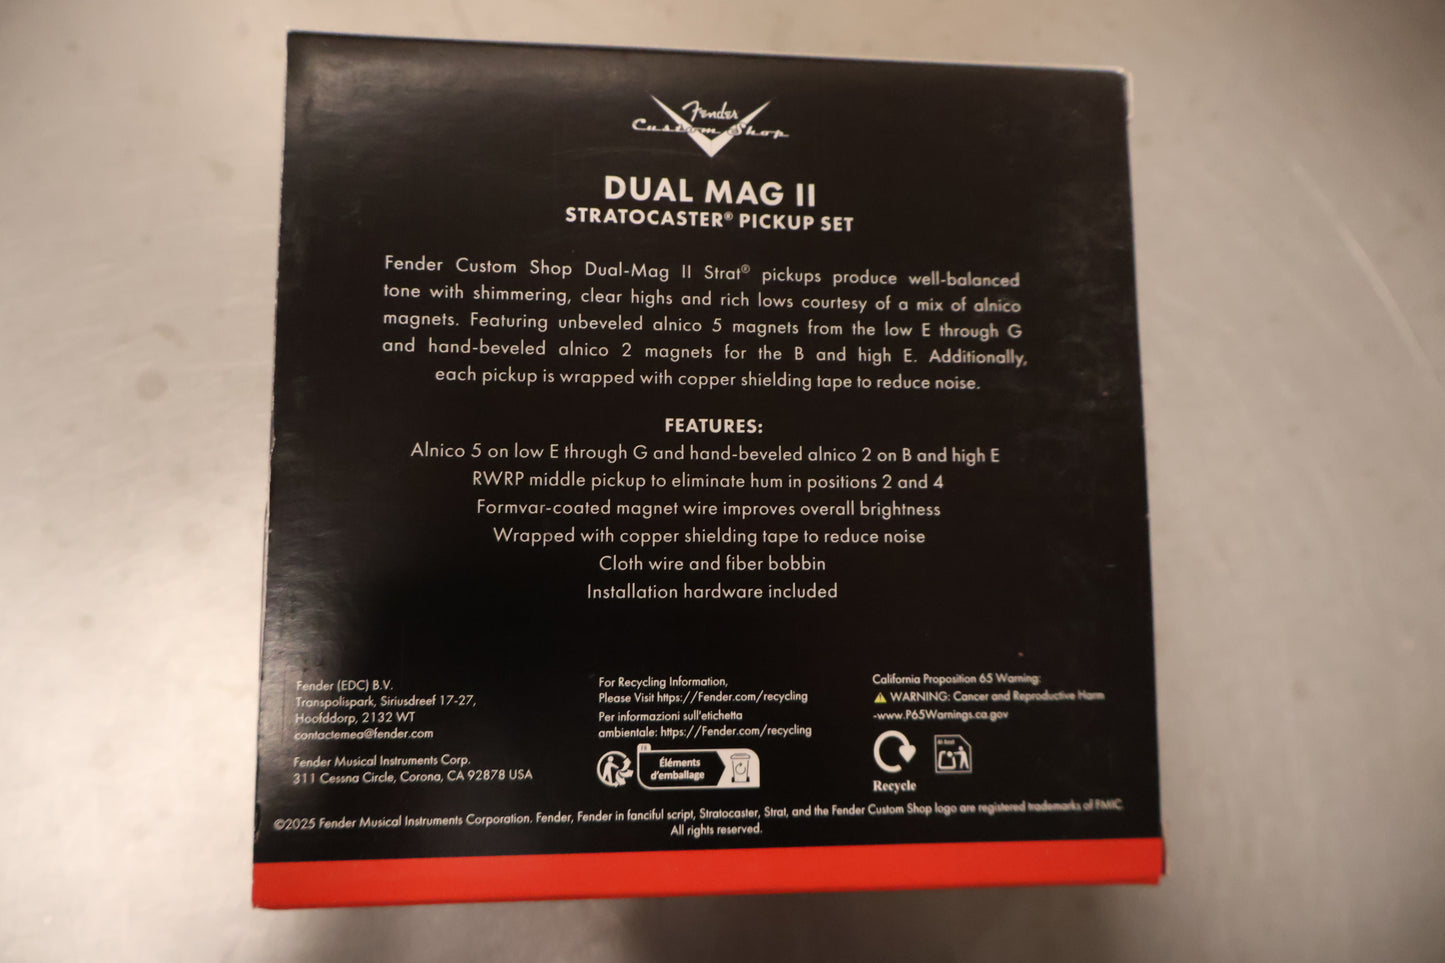 Fender
Custom Shop
DUAL MAG II
STRATOCASTER® PICKUP SET
Fender Custom Shop Dual-Mag II Strat® pickups produce well-balanced
tone with shimmering, clear highs and rich lows courtesy of a mix of alnico
magnets. Featuring unbeveled alnico 5 magnets from the low E through G
and hand-beveled alnico 2 magnets for the B and high E. Additionally,
each pickup is wrapped with copper shielding tape to reduce noise.
FEATURES:
Alnico 5 on low E through G and hand-beveled alnico 2 on B and high E
RWRP middle pickup to eliminate hum in positions 2 and 4
Formvar-coated magnet wire improves overall brightness
Wrapped with copper shielding tape to reduce noise
Cloth wire and fiber bobbin
Installation hardware included
Fender (EDC) B.V.
Transpolispark, Siriusdreef 17-27,
Hoofddorp, 2132 WT
contactemea@fender.com
Fender Musical Instruments Corp.
311 Cessna Circle, Corona, CA 92878 USA
For Recycling Information,
Please Visit https://Fender.com/recycling
Per informazioni sull'etichetta
ambientale: https://Fender.com/recycling
FR
Éléments
d'emballage
California Proposition 65 Warning:
WARNING: Cancer and Reproductive Harm
-www.P65Warnings.ca.gov
Recycle
©2025 Fender Musical Instruments Corporation. Fender, Fender in fanciful script, Stratocaster, Strat, and the Fender Custom Shop logo are registered trademarks of FMIC.
All rights reserved.